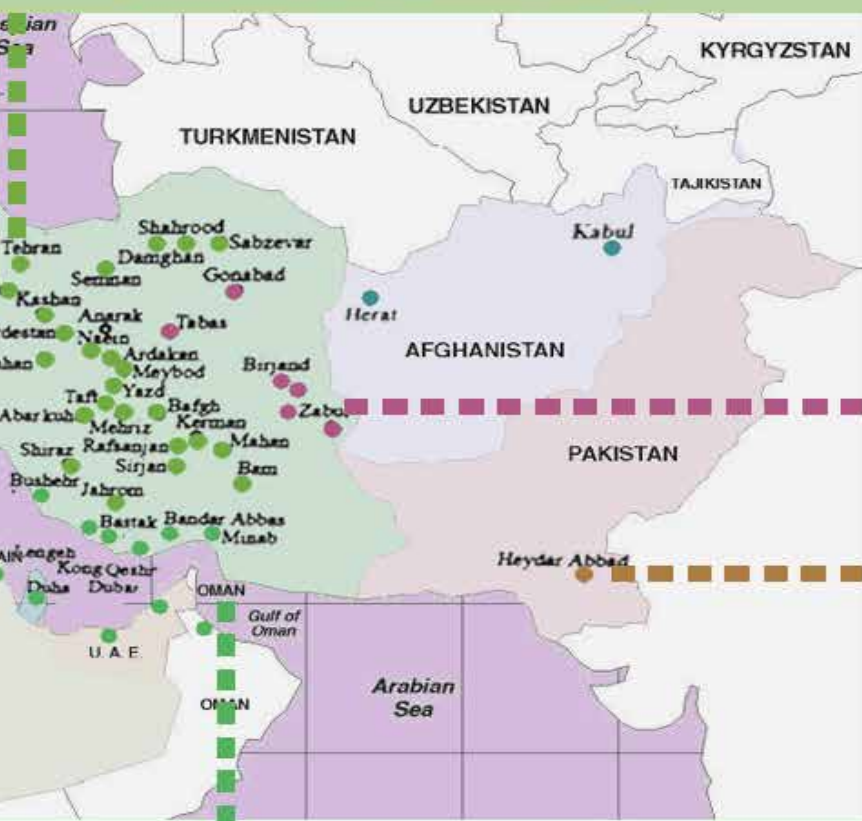 KYRGYZSTAN
UZBEKISTAN
TURKMENISTAN
TAJIKISTAN
Shahrood
Kabul
Tehran
Sabzevar
Damghan
Semnan
Gonabad
Kashan
Herat
Anarak
Tabas
Naein
AFGHANISTAN
Ardakan
Birjand
Meybod
Yazd
Taft
Bafgh
Zabol
Abarkuh
Mehriz
Kerman
Shiraz
Rafsanjan
Mahan
PAKISTAN
Sirjan
Bam
Bushehr
Jahrom
Bastak
Bandar Abbas
Minab
Kong Qeshr
Heydar Abbad
Duha
Dubai
OMAN
Gulf of
Oman
U. A. E.
Arabian
Sea
OMAN